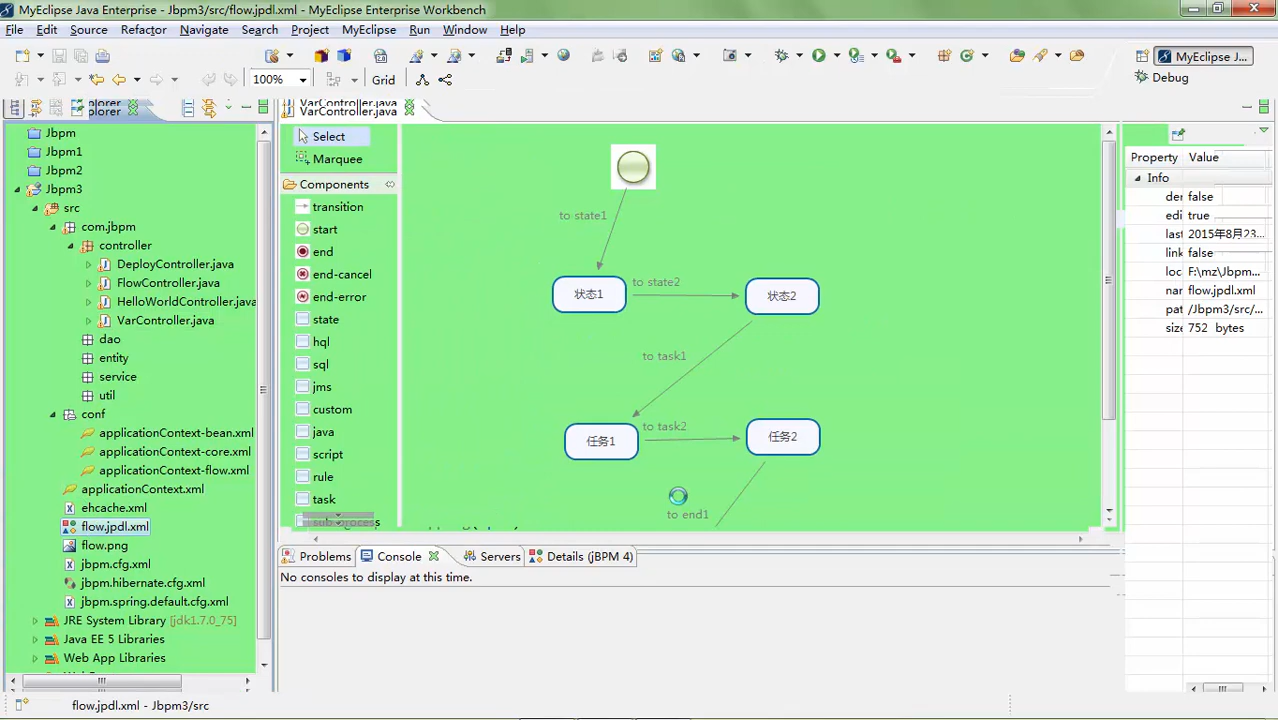 MyEclipse Java Enterprise - Jbpm3/src/flow.jpdl.xml - MyEclipse Enterprise Workbench
File Edit Source Refactor Navigate Search Project MyEclipse Run Window Help
MyEclipse J...
100% Grid
Debug
plorer
VarController.java
Jbpm
Jbpm1
Jbpm2
Jbpm3
src
com.jbpm
controller
DeployController.java
FlowController.java
HelloWorldController.java
VarController.java
dao
entity
service
util
conf
applicationContext-bean.xml
applicationContext-core.xml
applicationContext-flow.xml
applicationContext.xml
ehcache.xml
flow.jpdl.xml
flow.png
jbpm.cfg.xml
jbpm.hibernate.cfg.xml
jbpm.spring.default.cfg.xml
JRE System Library [jdk1.7.0_75]
Java EE 5 Libraries
Web App Libraries
Select
Marquee
Components
transition
start
end
end-cancel
end-error
state
hql
sql
jms
custom
java
script
rule
task
to state1
状态1
to state2
状态2
to task1
任务1
to task2
任务2
to end1
Property Value
Info
der false
edi true
last 2015年8月23...
link false
loc F:\mz\Jbpm...
nar flow.jpdl.xml
pat /Jbpm3/src/...
size 752 bytes
Problems Console Servers Details (jBPM 4)
No consoles to display at this time.
flow.jpdl.xml - Jbpm3/src